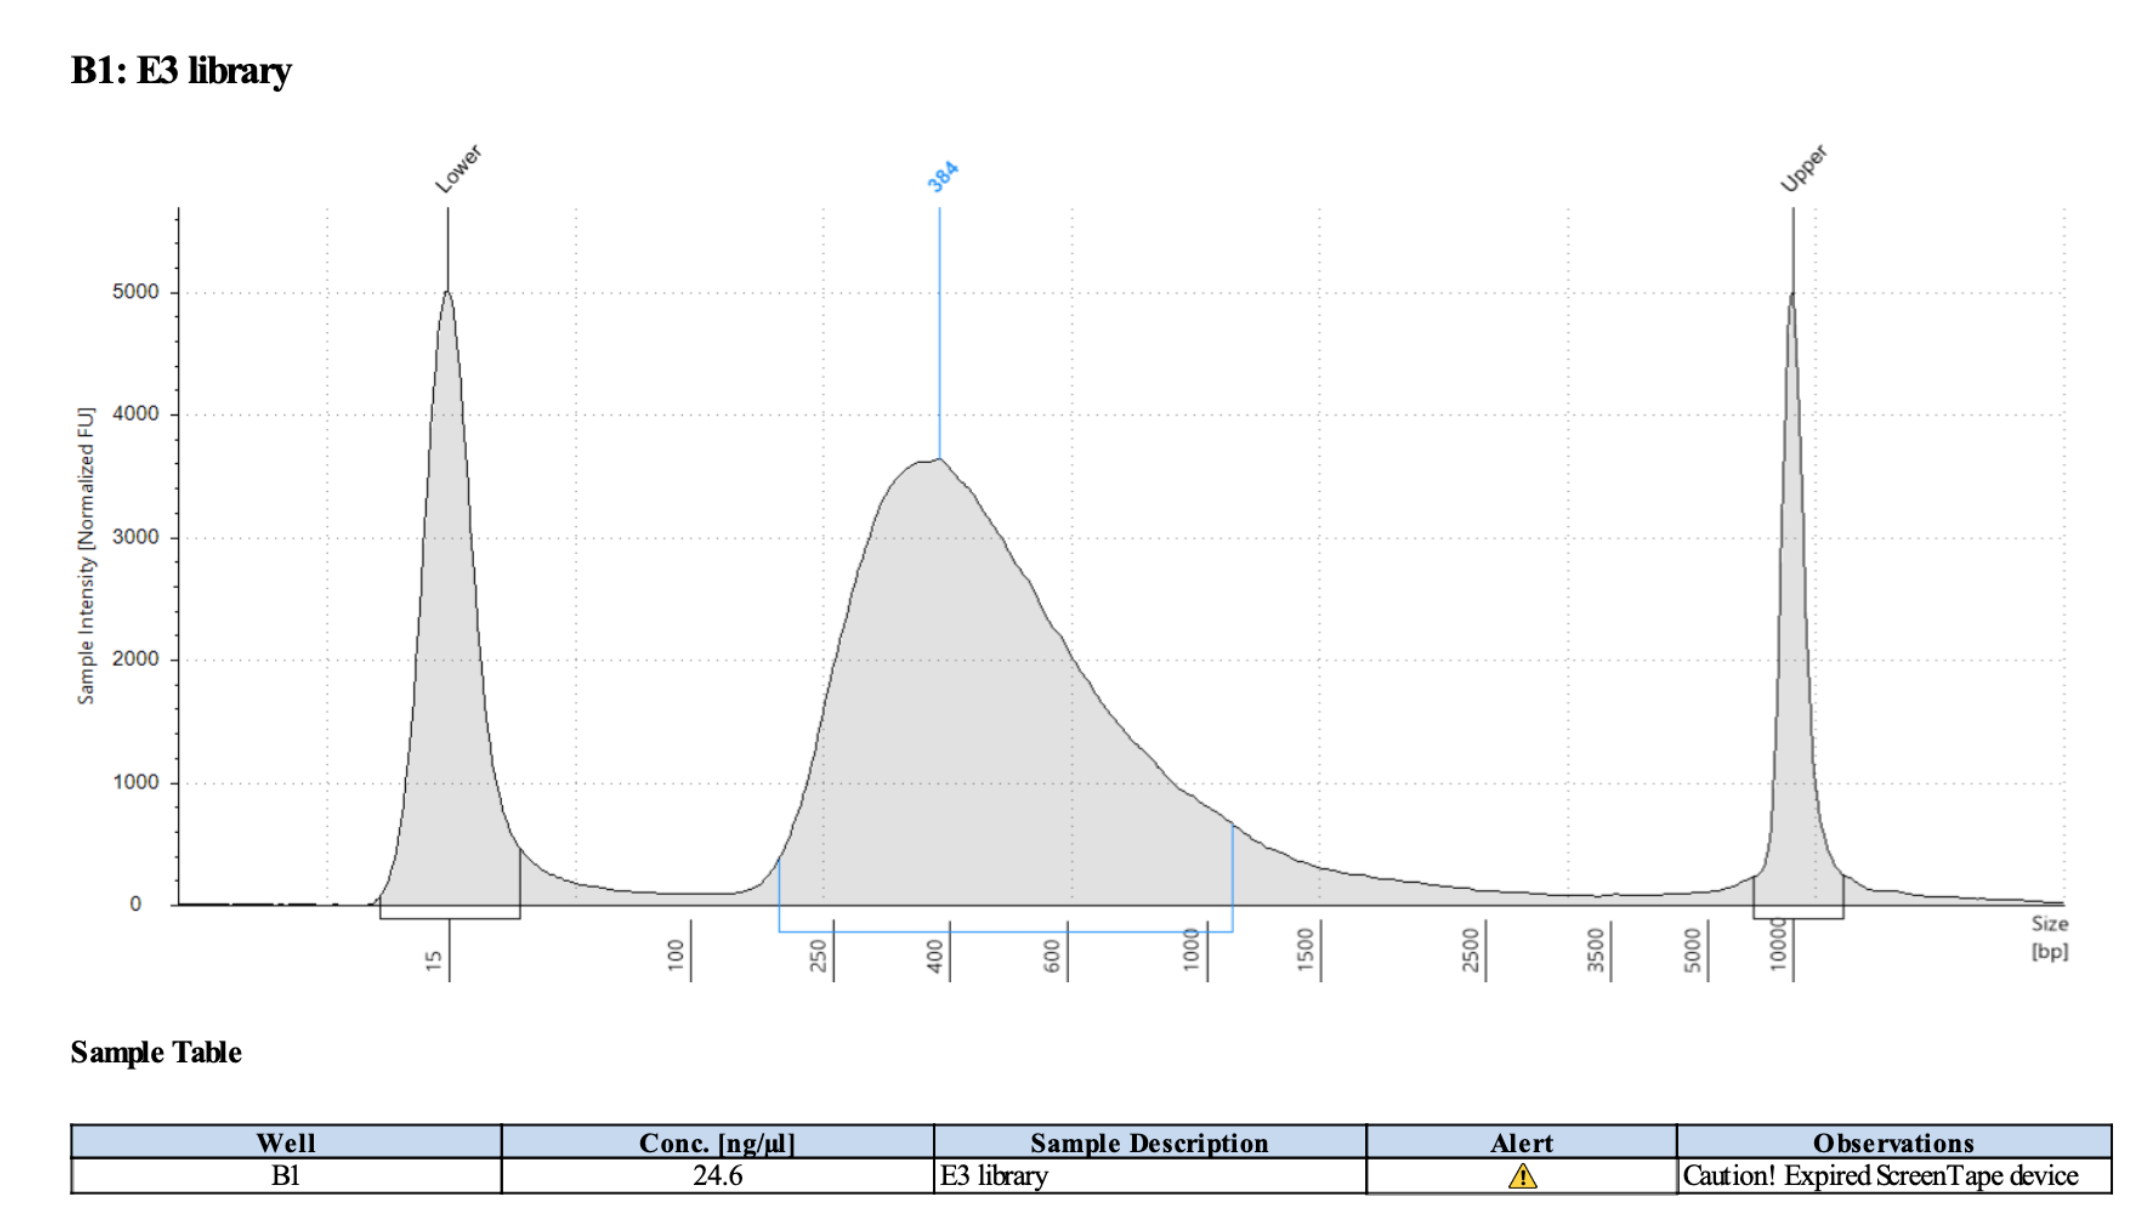 B1: E3 library
Lower
384
Upper
5000
4000
3000
2000
1000
0
Sample Intensity [Normalized FU]
15
100
250
400
6000
1000
1500
2500
3500
5000
10000
Size
[bp]
Sample Table
Well Conc. [ng/µl] Sample Description Alert Observations
B1 24.6 E3 library Caution! Expired ScreenTape device